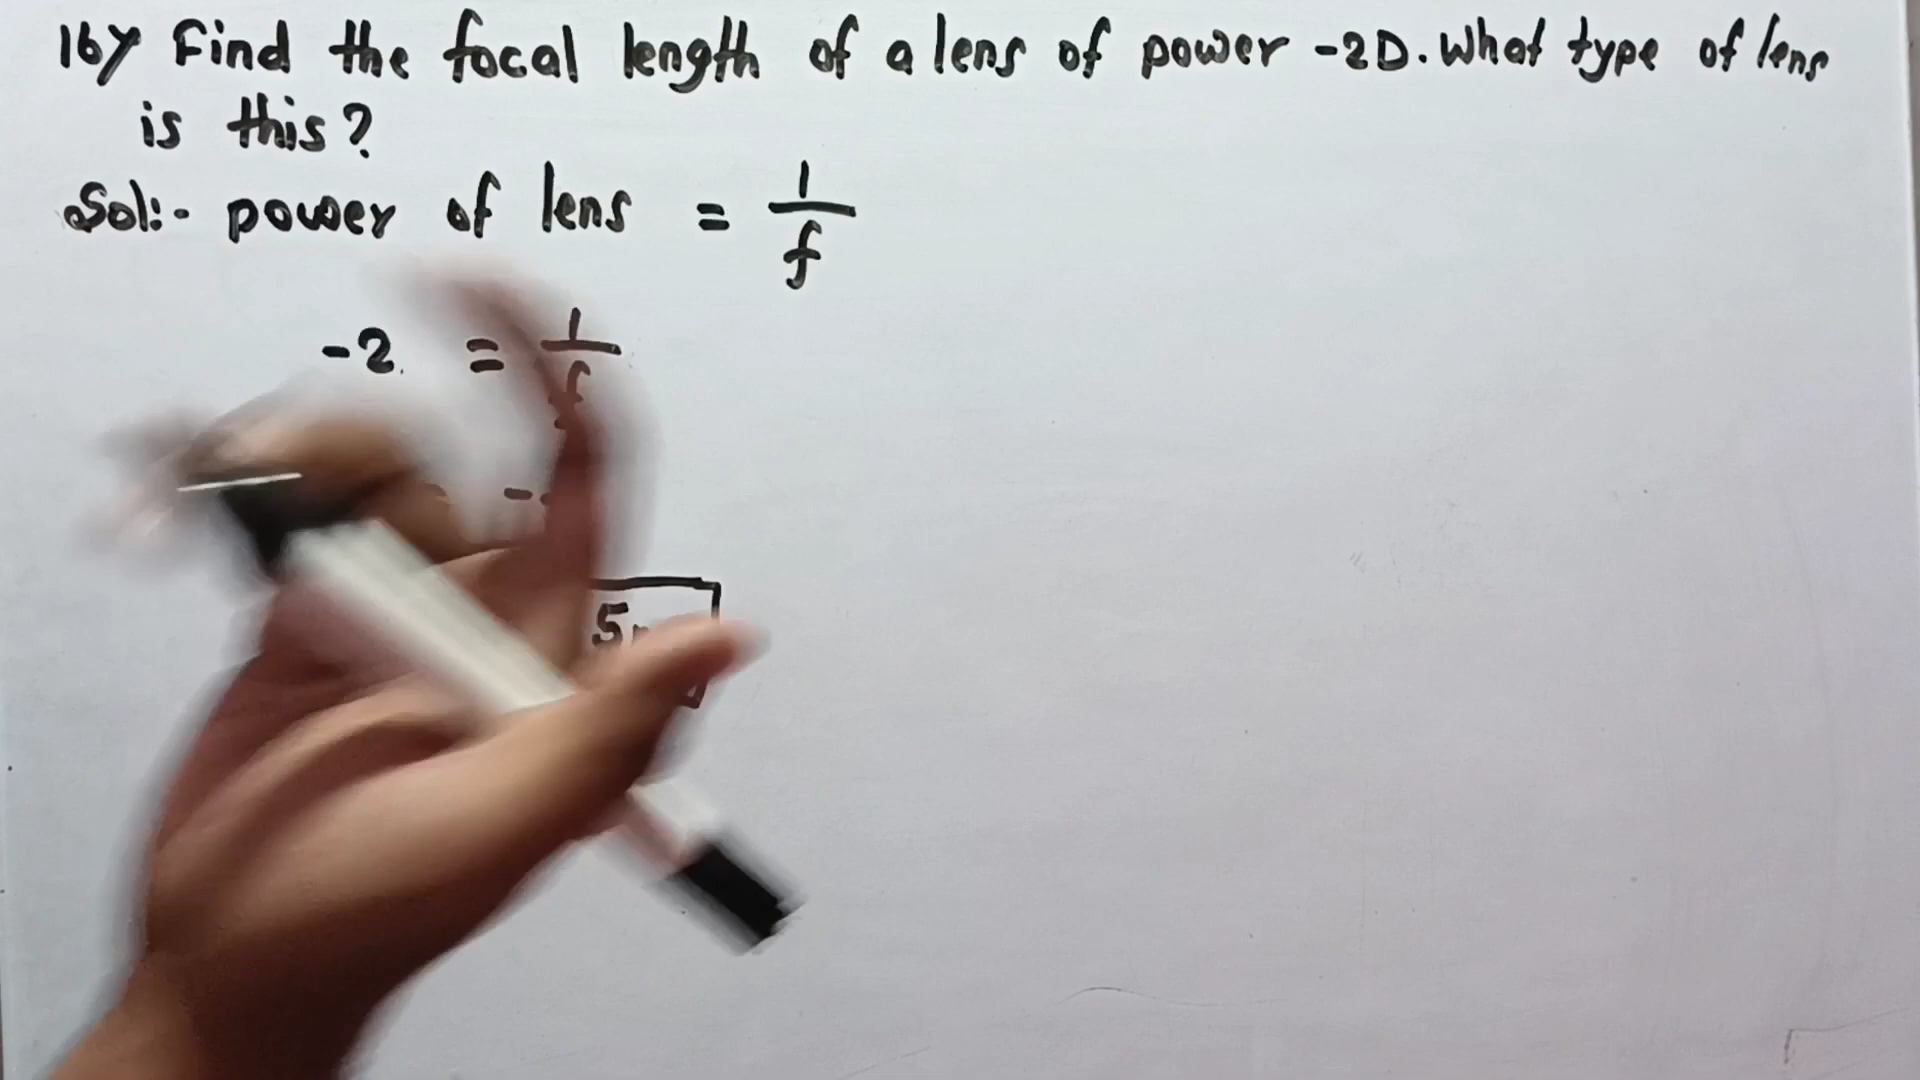 16) Find the focal length of a lens of power -2D. What type of lens
is this?
Sol:- power of lens = 1/f
-2 = 1/f
-
5